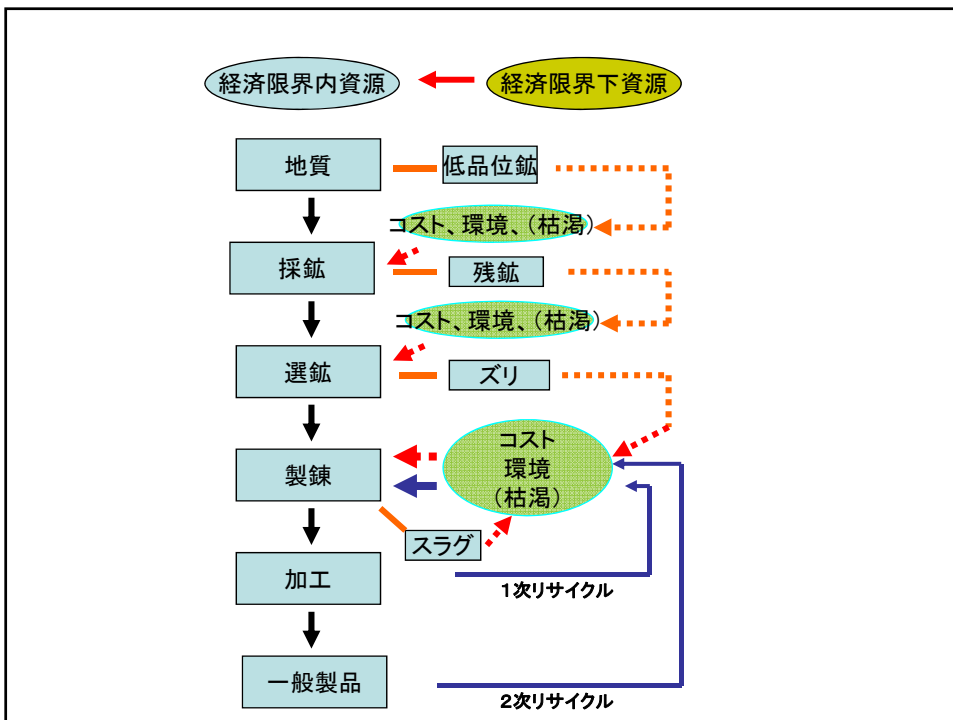 経済限界内資源
経済限界下資源
地質
低品位鉱
コスト、環境、(枯渇)
採鉱
残鉱
コスト、環境、(枯渇)
選鉱
ズリ
コスト
環境
(枯渇)
製錬
スラグ
加工
1次リサイクル
一般製品
2次リサイクル